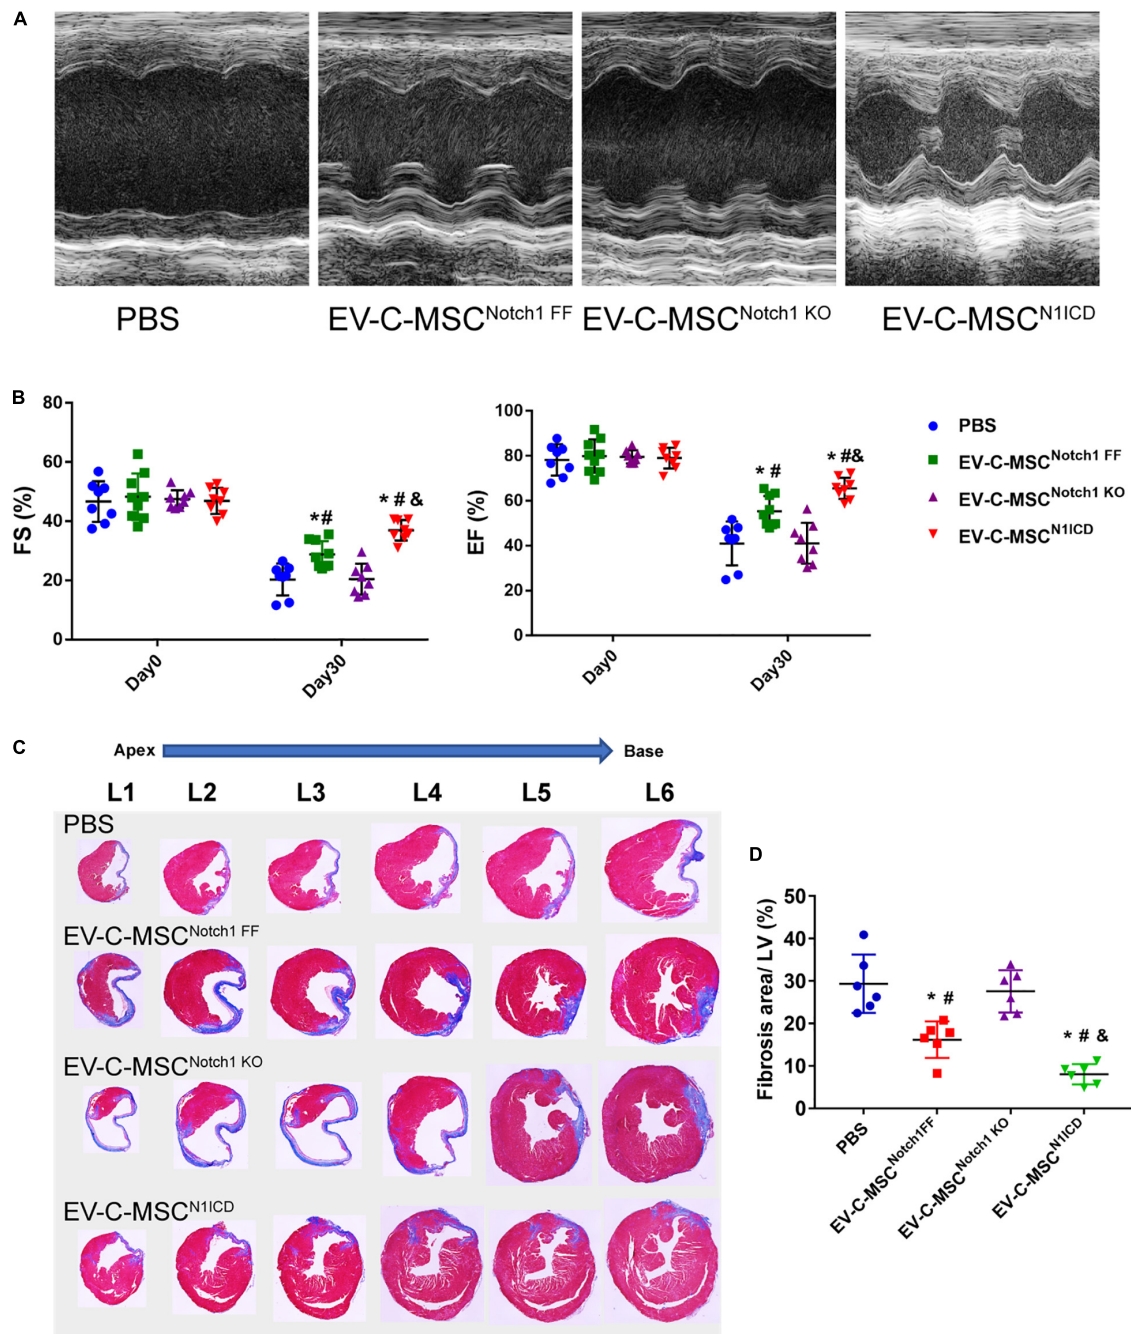 A
PBS
EV-C-MSC^Notch1 FF
EV-C-MSC^Notch1 KO
EV-C-MSC^N1ICD
B
FS (%)
80
60
40
20
0
*#
* # &
Day0
Day30
EF (%)
100
80
60
40
20
0
* #
* #&
Day0
Day30
PBS
EV-C-MSC^Notch1 FF
EV-C-MSC^Notch1 KO
EV-C-MSC^N1ICD
C
Apex
Base
L1 L2 L3 L4 L5 L6
PBS
EV-C-MSC^Notch1 FF
EV-C-MSC^Notch1 KO
EV-C-MSC^N1ICD
D
Fibrosis area/ LV (%)
50
40
30
20
10
0
* #
* # &
PBS
EV-C-MSC^Notch1FF
EV-C-MSC^Notch1 KO
EV-C-MSC^N1ICD